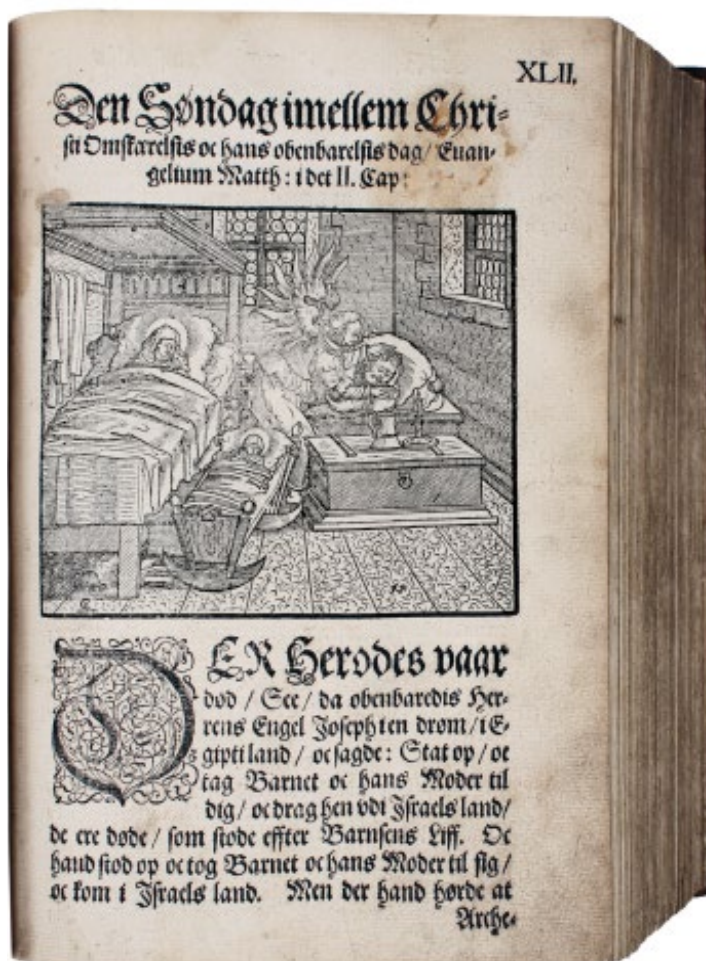 XLII.
Den Søndag imellem Chri-
sti Omskærelsis oc hans obenbarelsis dag/ Euan-
gelium Matth: i det II. Cap:
DER Herodes vaar
død / See / da obenbaredis Her-
rens Engel Joseph i en drøm / i E-
gipti land / oc sagde: Stat op / oc
tag Barnet oc hans Moder til
dig / oc drag hen vdi Israels land/
de ere døde / som stode effter Barnsens Liff. Oc
hand stod op oc tog Barnet oc hans Moder til sig /
oc kom i Israels land. Men der hand hørde at
Arche-